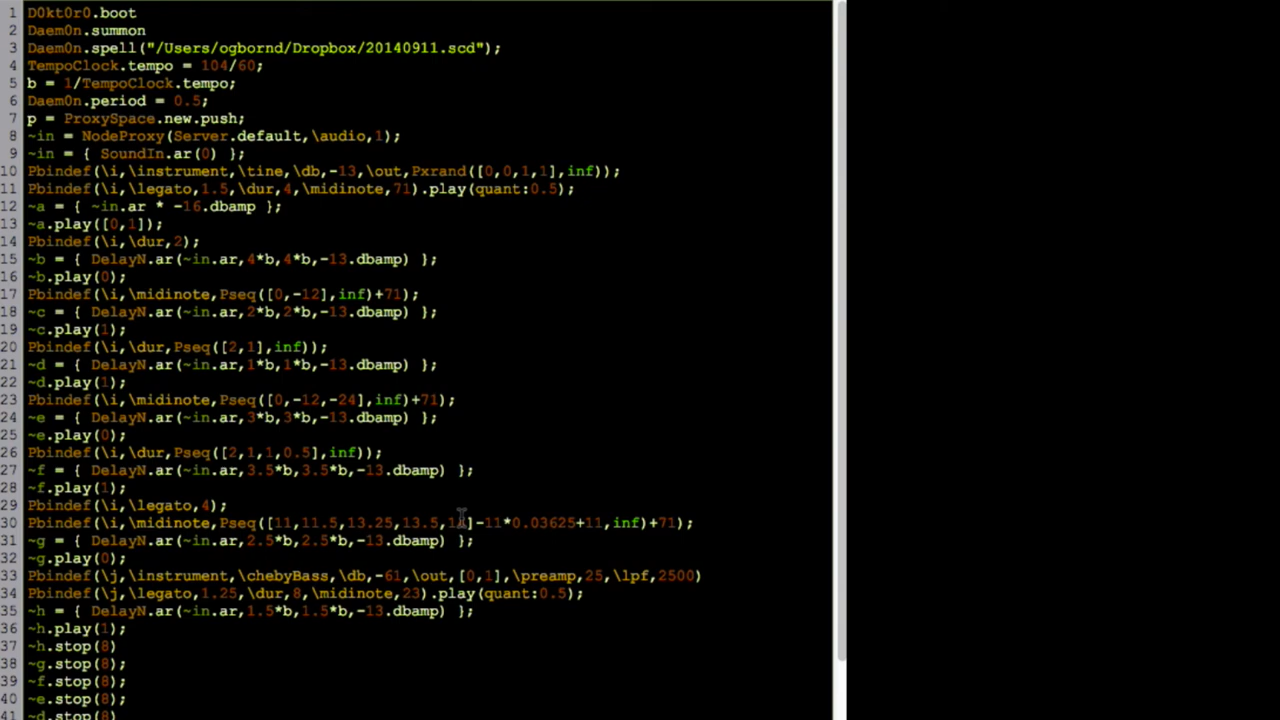 1 D0kt0r0.boot
2 Daem0n.summon
3 Daem0n.spell("/Users/ogbornd/Dropbox/20140911.scd");
4 TempoClock.tempo = 104/60;
5 b = 1/TempoClock.tempo;
6 Daem0n.period = 0.5;
7 p = ProxySpace.new.push;
8 ~in = NodeProxy(Server.default,\audio,1);
9 ~in = { SoundIn.ar(0) };
10 Pbindef(\i,\instrument,\tine,\db,-13,\out,Pxrand([0,0,1,1],inf));
11 Pbindef(\i,\legato,1.5,\dur,4,\midinote,71).play(quant:0.5);
12 ~a = { ~in.ar * -16.dbamp };
13 ~a.play([0,1]);
14 Pbindef(\i,\dur,2);
15 ~b = { DelayN.ar(~in.ar,4*b,4*b,-13.dbamp) };
16 ~b.play(0);
17 Pbindef(\i,\midinote,Pseq([0,-12],inf)+71);
18 ~c = { DelayN.ar(~in.ar,2*b,2*b,-13.dbamp) };
19 ~c.play(1);
20 Pbindef(\i,\dur,Pseq([2,1],inf));
21 ~d = { DelayN.ar(~in.ar,1*b,1*b,-13.dbamp) };
22 ~d.play(1);
23 Pbindef(\i,\midinote,Pseq([0,-12,-24],inf)+71);
24 ~e = { DelayN.ar(~in.ar,3*b,3*b,-13.dbamp) };
25 ~e.play(0);
26 Pbindef(\i,\dur,Pseq([2,1,1,0.5],inf));
27 ~f = { DelayN.ar(~in.ar,3.5*b,3.5*b,-13.dbamp) };
28 ~f.play(1);
29 Pbindef(\i,\legato,4);
30 Pbindef(\i,\midinote,Pseq([11,11.5,13.25,13.5, ]-11*0.03625+11,inf)+71);
31 ~g = { DelayN.ar(~in.ar,2.5*b,2.5*b,-13.dbamp) };
32 ~g.play(0);
33 Pbindef(\j,\instrument,\chebyBass,\db,-61,\out,[0,1],\preamp,25,\lpf,2500)
34 Pbindef(\j,\legato,1.25,\dur,8,\midinote,23).play(quant:0.5);
35 ~h = { DelayN.ar(~in.ar,1.5*b,1.5*b,-13.dbamp) };
36 ~h.play(1);
37 ~h.stop(8)
38 ~g.stop(8);
39 ~f.stop(8);
40 ~e.stop(8);
41 ~d.stop(8)